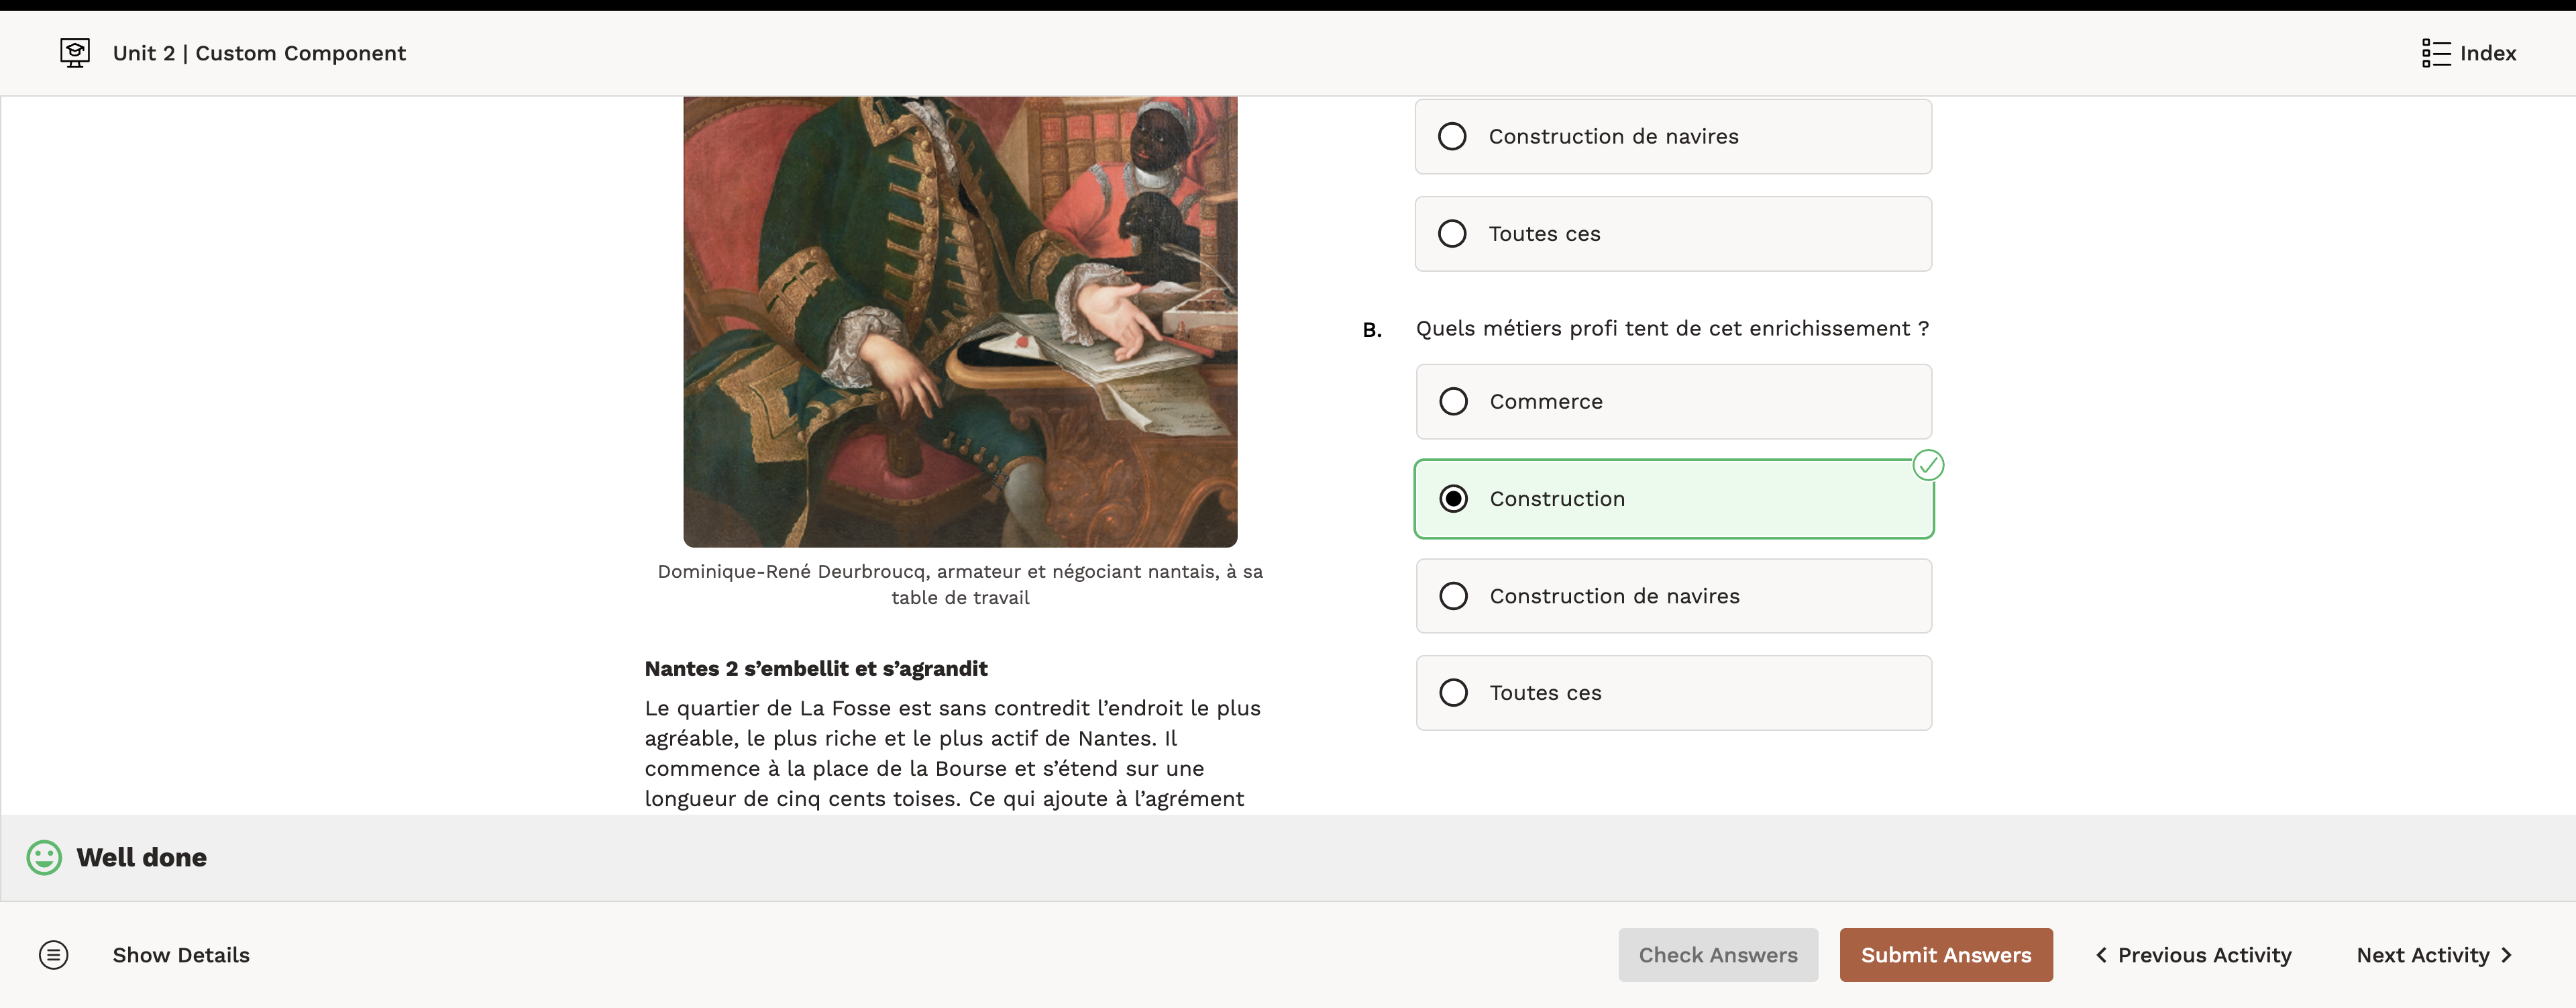 Unit 2 | Custom Component
Index
Dominique-René Deurbroucq, armateur et négociant nantais, à sa
table de travail
Nantes 2 s’embellit et s’agrandit
Le quartier de La Fosse est sans contredit l’endroit le plus
agréable, le plus riche et le plus actif de Nantes. Il
commence à la place de la Bourse et s’étend sur une
longueur de cinq cents toises. Ce qui ajoute à l’agrément
Construction de navires
Toutes ces
B. Quels métiers profi tent de cet enrichissement ?
Commerce
Construction
Construction de navires
Toutes ces
Well done
Show Details
Check Answers
Submit Answers
Previous Activity
Next Activity